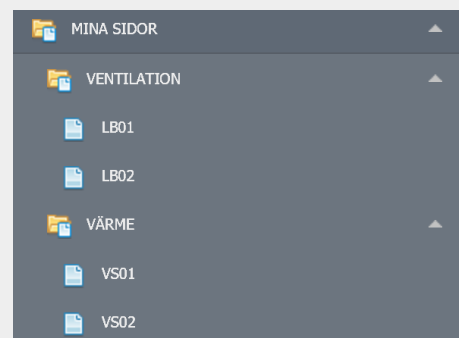 MINA SIDOR
VENTILATION
LB01
LB02
VÄRME
VS01
VS02